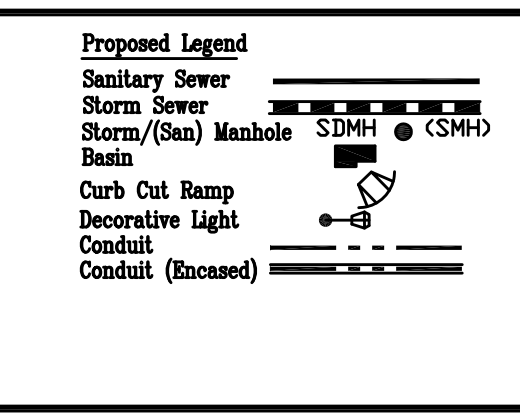 Proposed Legend
Sanitary Sewer
Storm Sewer
Storm/(San) Manhole SDMH (SMH)
Basin
Curb Cut Ramp
Decorative Light
Conduit
Conduit (Encased)